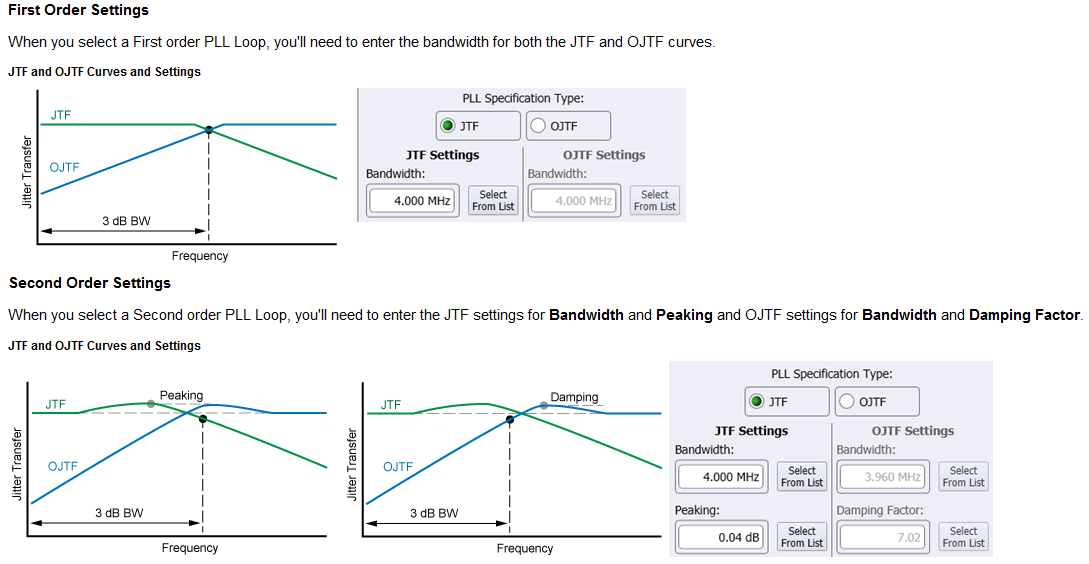 First Order Settings
When you select a First order PLL Loop, you'll need to enter the bandwidth for both the JTF and OJTF curves.
JTF and OJTF Curves and Settings
JTF
OJTF
Jitter Transfer
3 dB BW
Frequency
PLL Specification Type:
JTF OJTF
JTF Settings OJTF Settings
Bandwidth: Bandwidth:
4.000 MHz Select From List 4.000 MHz Select From List
Second Order Settings
When you select a Second order PLL Loop, you'll need to enter the JTF settings for Bandwidth and Peaking and OJTF settings for Bandwidth and Damping Factor.
JTF and OJTF Curves and Settings
JTF
Peaking
OJTF
Jitter Transfer
3 dB BW
Frequency
JTF
Damping
OJTF
Jitter Transfer
3 dB BW
Frequency
PLL Specification Type:
JTF OJTF
JTF Settings OJTF Settings
Bandwidth: Bandwidth:
4.000 MHz Select From List 3.960 MHz Select From List
Peaking: Damping Factor:
0.04 dB Select From List 7.02 Select From List